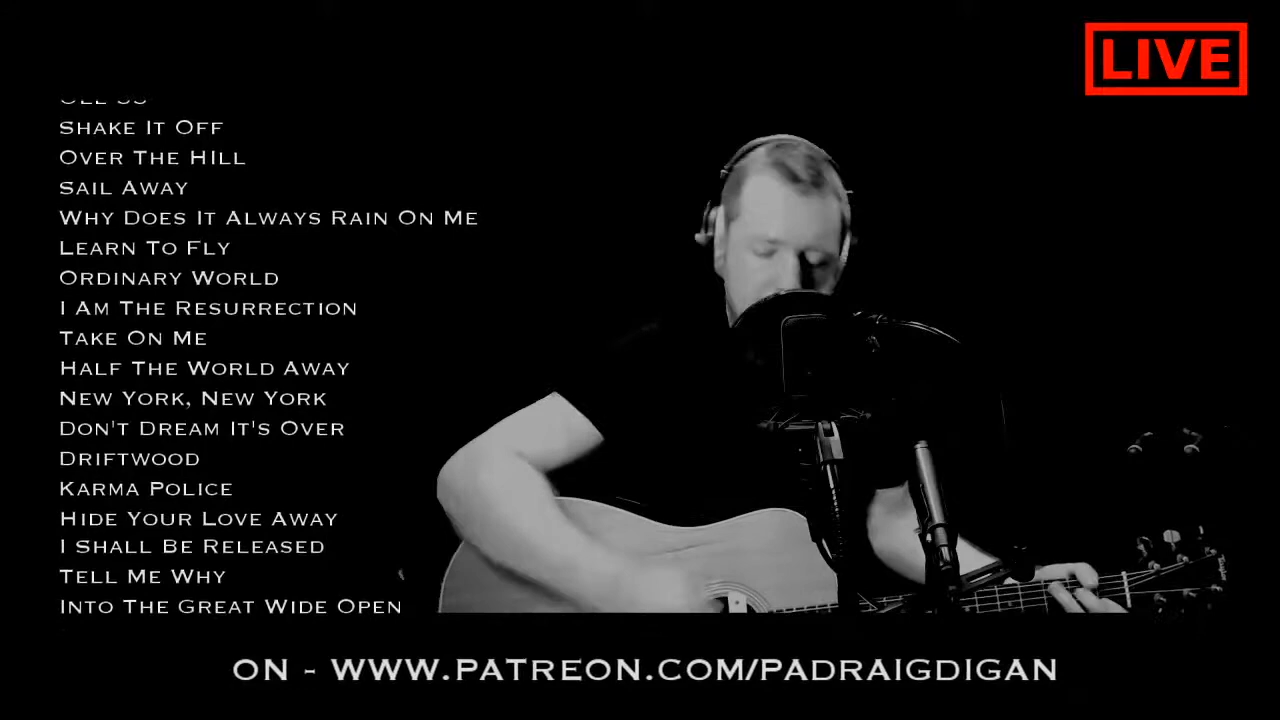 LIVE
SHAKE IT OFF
OVER THE HILL
SAIL AWAY
WHY DOES IT ALWAYS RAIN ON ME
LEARN TO FLY
ORDINARY WORLD
I AM THE RESURRECTION
TAKE ON ME
HALF THE WORLD AWAY
NEW YORK, NEW YORK
DON'T DREAM IT'S OVER
DRIFTWOOD
KARMA POLICE
HIDE YOUR LOVE AWAY
I SHALL BE RELEASED
TELL ME WHY
INTO THE GREAT WIDE OPEN
ON - WWW.PATREON.COM/PADRAIGDIGAN